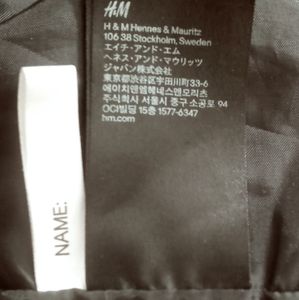 H&M
H & M Hennes & Mauritz
106 38 Stockholm, Sweden
エイチ・アンド・エム
ヘネス・アンド・マウリッツ
ジャパン株式会社
東京都渋谷区宇田川町33-6
에이치앤엠헤네스앤모리츠
주식회사 서울시 중구 소공로 94
OCI빌딩 15층 1577-6347
hm.com
NAME: